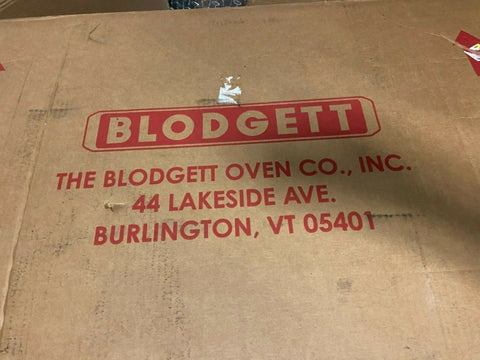 BLODGETT
THE BLODGETT OVEN CO., INC.
44 LAKESIDE AVE.
BURLINGTON, VT 05401